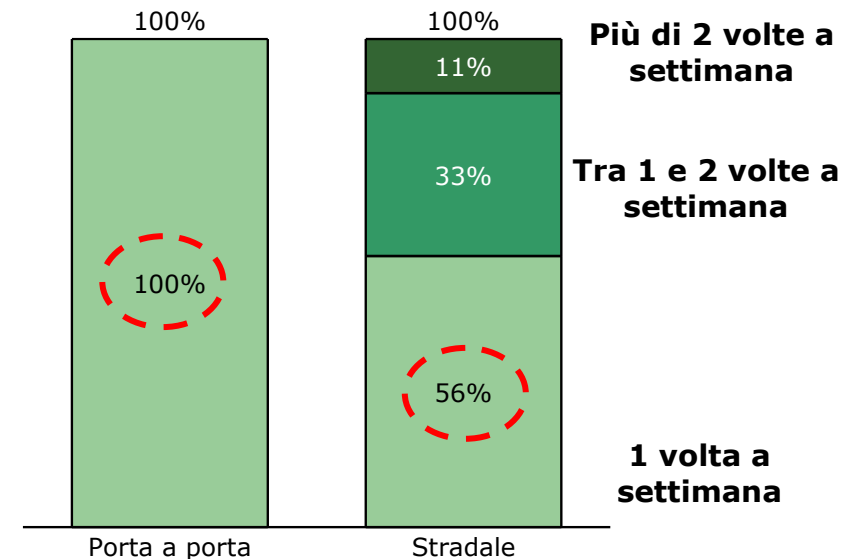 100%
100%
11%
Più di 2 volte a
settimana
33%
Tra 1 e 2 volte a
settimana
100%
56%
1 volta a
settimana
Porta a porta
Stradale